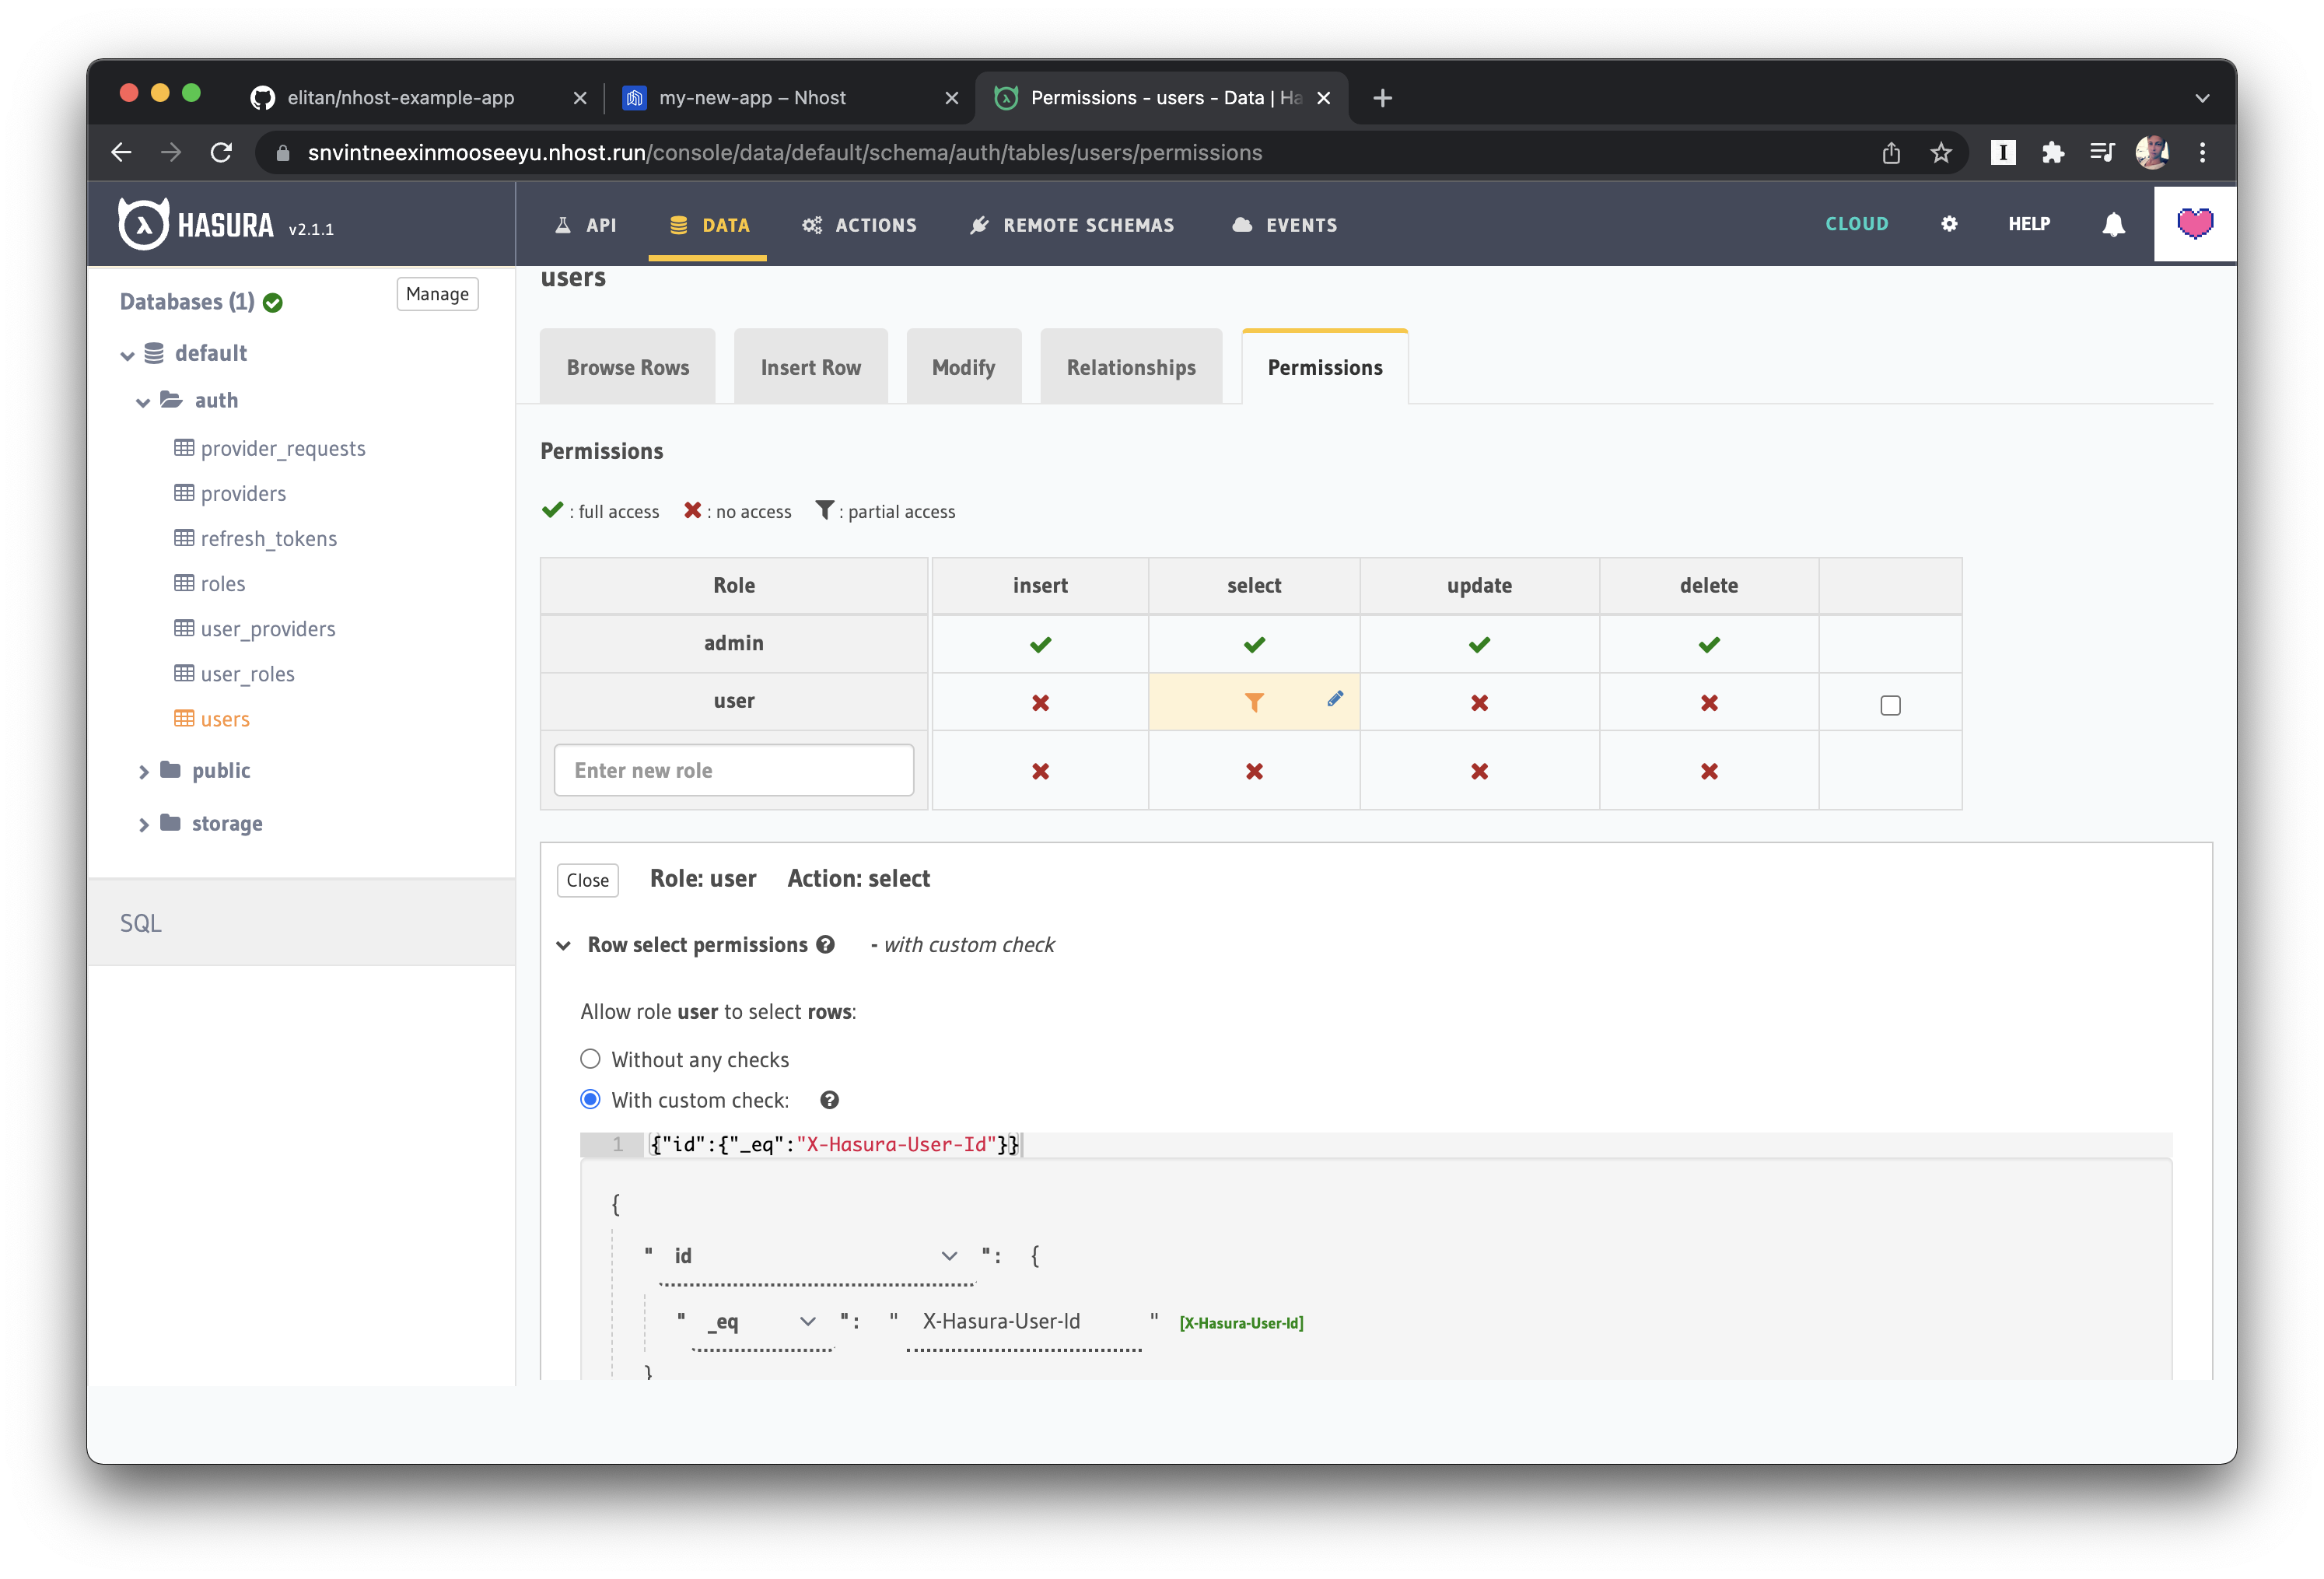 elitan/nhost-example-app
my-new-app – Nhost
Permissions - users - Data | Ha
snvintneexinmooseeyu.nhost.run/console/data/default/schema/auth/tables/users/permissions
HASURA v2.1.1
API DATA ACTIONS REMOTE SCHEMAS EVENTS CLOUD HELP
Databases (1)
Manage
default
auth
provider_requests
providers
refresh_tokens
roles
user_providers
user_roles
users
public
storage
SQL
users
Browse Rows Insert Row Modify Relationships Permissions
Permissions
: full access : no access : partial access
Role insert select update delete
admin
user
Enter new role
Close Role: user Action: select
Row select permissions - with custom check
Allow role user to select rows:
Without any checks
With custom check:
1 {"id":{"_eq":"X-Hasura-User-Id"}}
{
" id ": {
" _eq ": " X-Hasura-User-Id " [X-Hasura-User-Id]
}